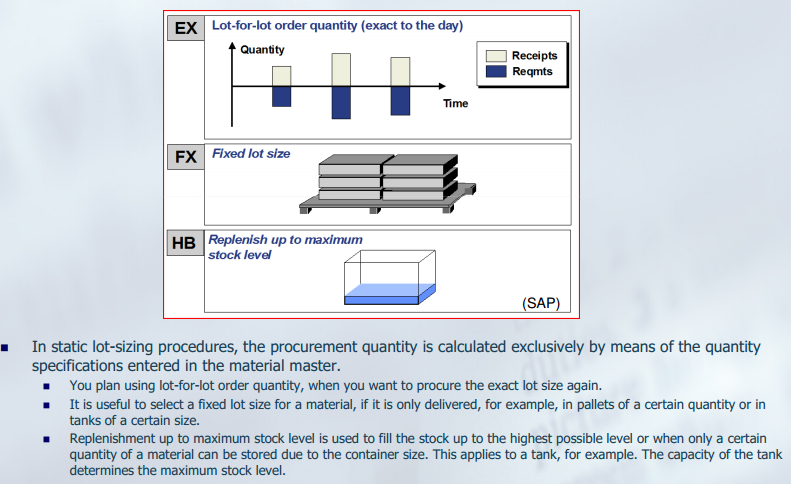 EX
Lot-for-lot order quantity (exact to the day)
Quantity
Receipts
Reqmts
Time
FX
Fixed lot size
HB
Replenish up to maximum
stock level
(SAP)
In static lot-sizing procedures, the procurement quantity is calculated exclusively by means of the quantity
specifications entered in the material master.
You plan using lot-for-lot order quantity, when you want to procure the exact lot size again.
It is useful to select a fixed lot size for a material, if it is only delivered, for example, in pallets of a certain quantity or in
tanks of a certain size.
Replenishment up to maximum stock level is used to fill the stock up to the highest possible level or when only a certain
quantity of a material can be stored due to the container size. This applies to a tank, for example. The capacity of the tank
determines the maximum stock level.